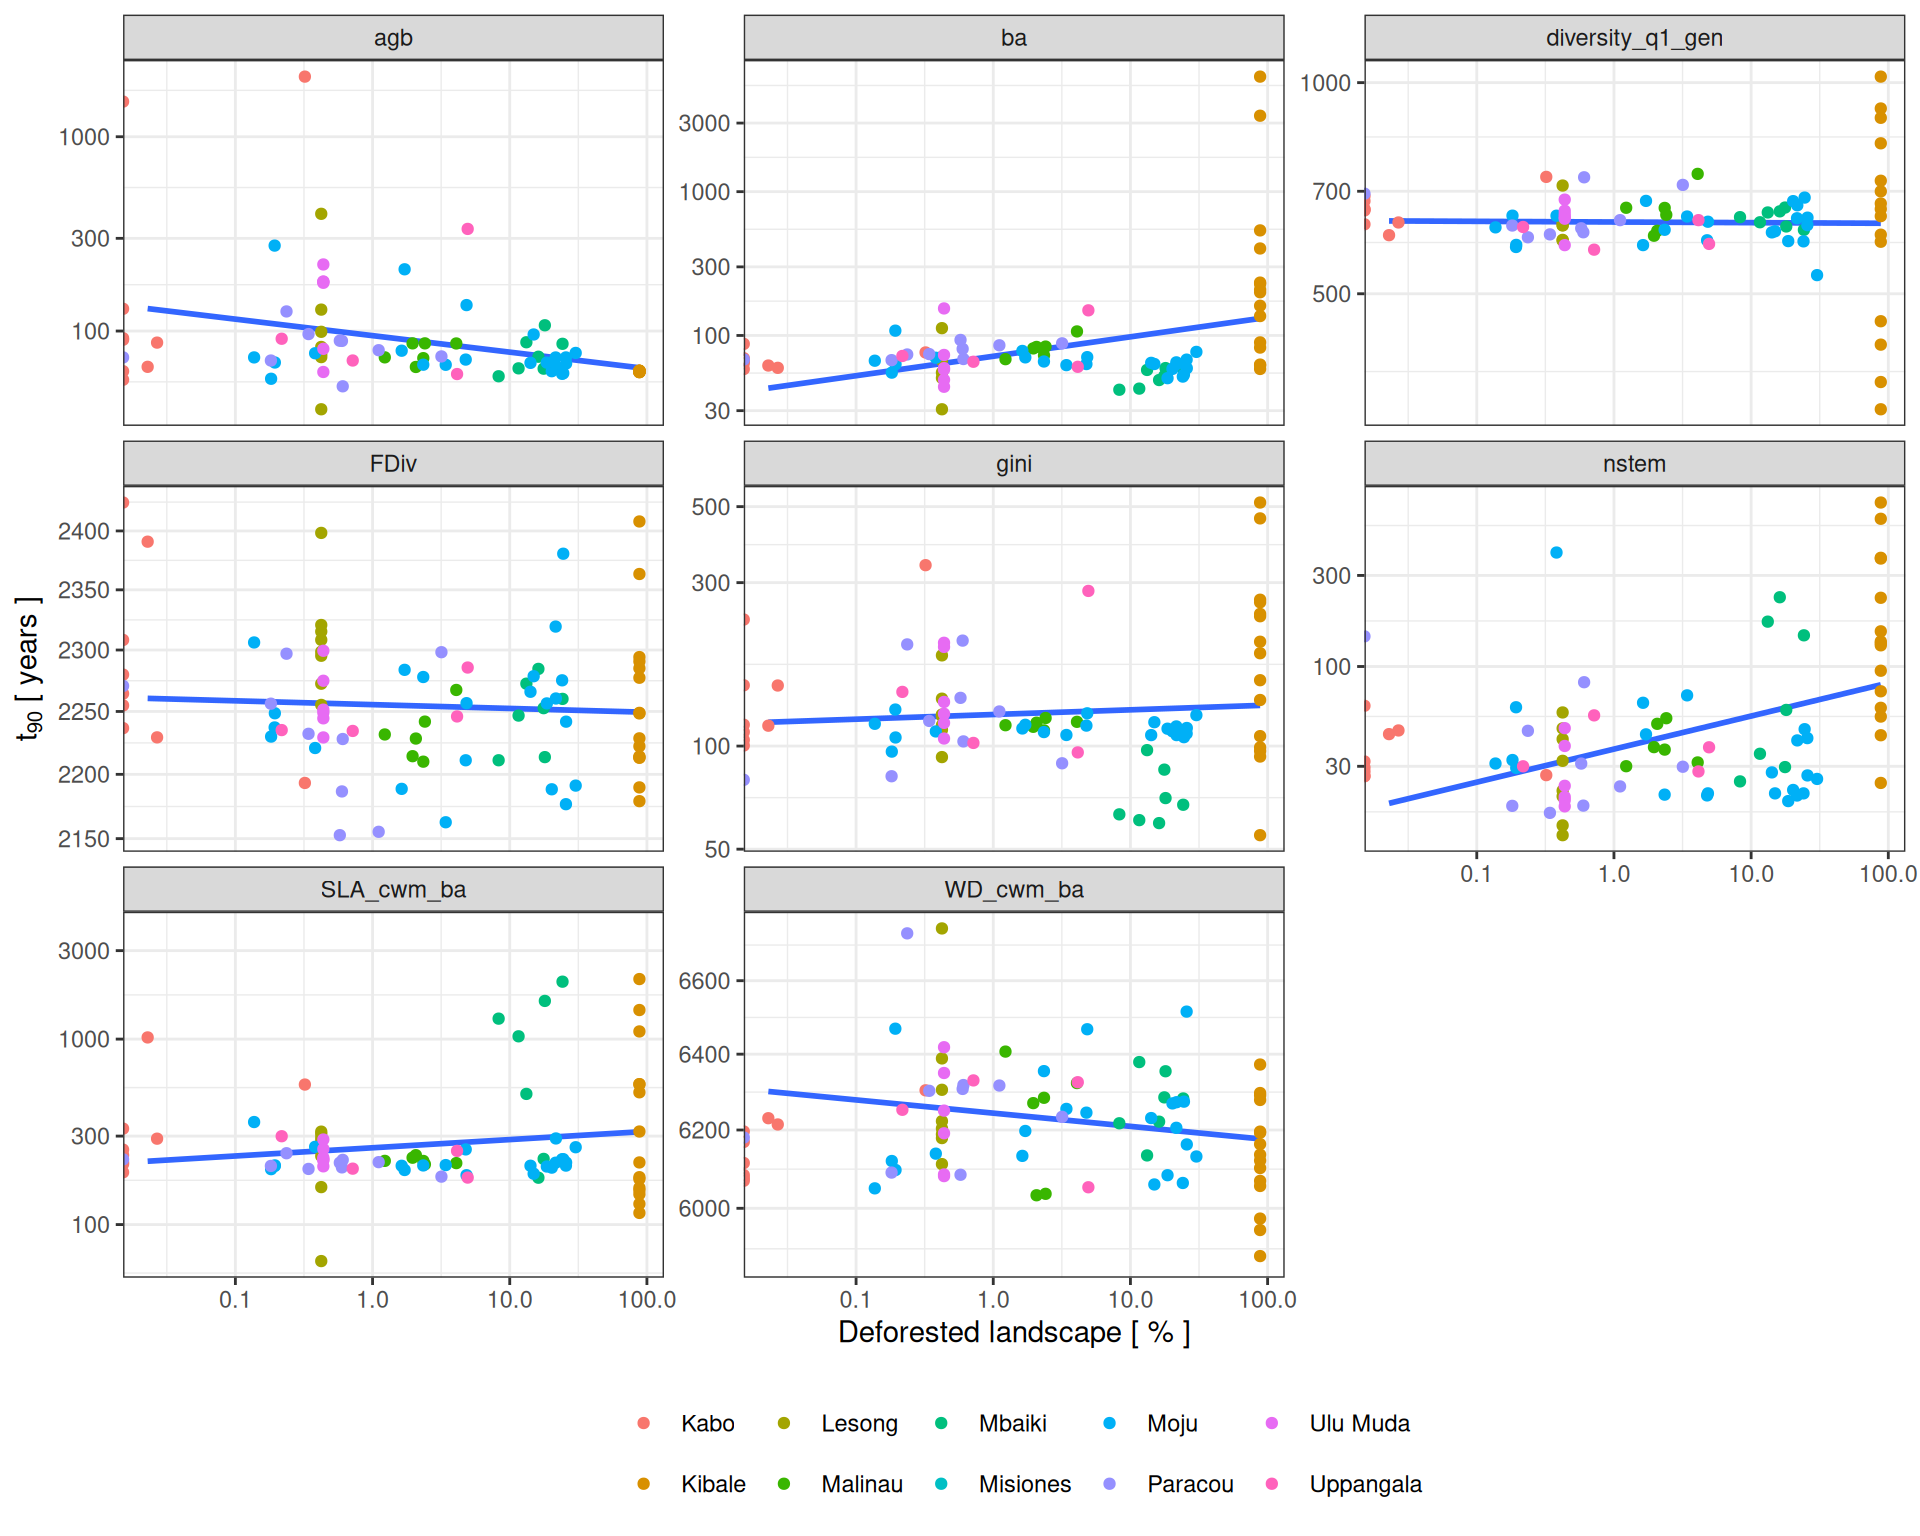 agb
ba
diversity_q1_gen
1000
300
100
3000
1000
300
100
30
1000
700
500
FDiv
gini
nstem
2400
2350
2300
2250
2200
2150
500
300
100
50
300
100
30
0.1 1.0 10.0 100.0
SLA_cwm_ba
WD_cwm_ba
3000
1000
300
100
6600
6400
6200
6000
0.1 1.0 10.0 100.0
0.1 1.0 10.0 100.0
t90 [ years ]
Deforested landscape [ % ]
Kabo Lesong Mbaiki Moju Ulu Muda
Kibale Malinau Misiones Paracou Uppangala